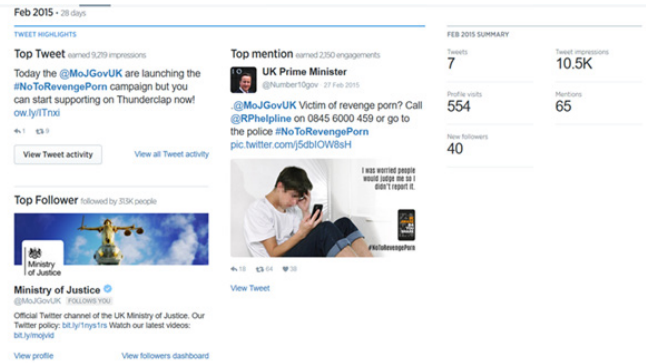 Feb 2015 • 28 days
TWEET HIGHLIGHTS
Top Tweet earned 9,219 impressions
Today the @MoJGovUK are launching the
#NoToRevengePorn campaign but you
can start supporting on Thunderclap now!
ow.ly/ITnxi
1 9
View Tweet activity
View all Tweet activity
Top Follower followed by 313K people
Ministry
of Justice
Ministry of Justice
@MoJGovUK FOLLOWS YOU
Official Twitter channel of the UK Ministry of Justice. Our
Twitter policy: bit.ly/1nys1rs Watch our latest videos:
bit.ly/mojvid
View profile
View followers dashboard
Top mention earned 2,150 engagements
UK Prime Minister
@Number10gov · 27 Feb 2015
.@MoJGovUK Victim of revenge porn? Call
@RPhelpline on 0845 6000 459 or go to
the police #NoToRevengePorn
pic.twitter.com/j5dbIOW8sH
I was worried people
would judge me so I
didn't report it.
#NoToRevengePorn
18 64 38
View Tweet
FEB 2015 SUMMARY
Tweets
7
Tweet impressions
10.5K
Profile visits
554
Mentions
65
New followers
40